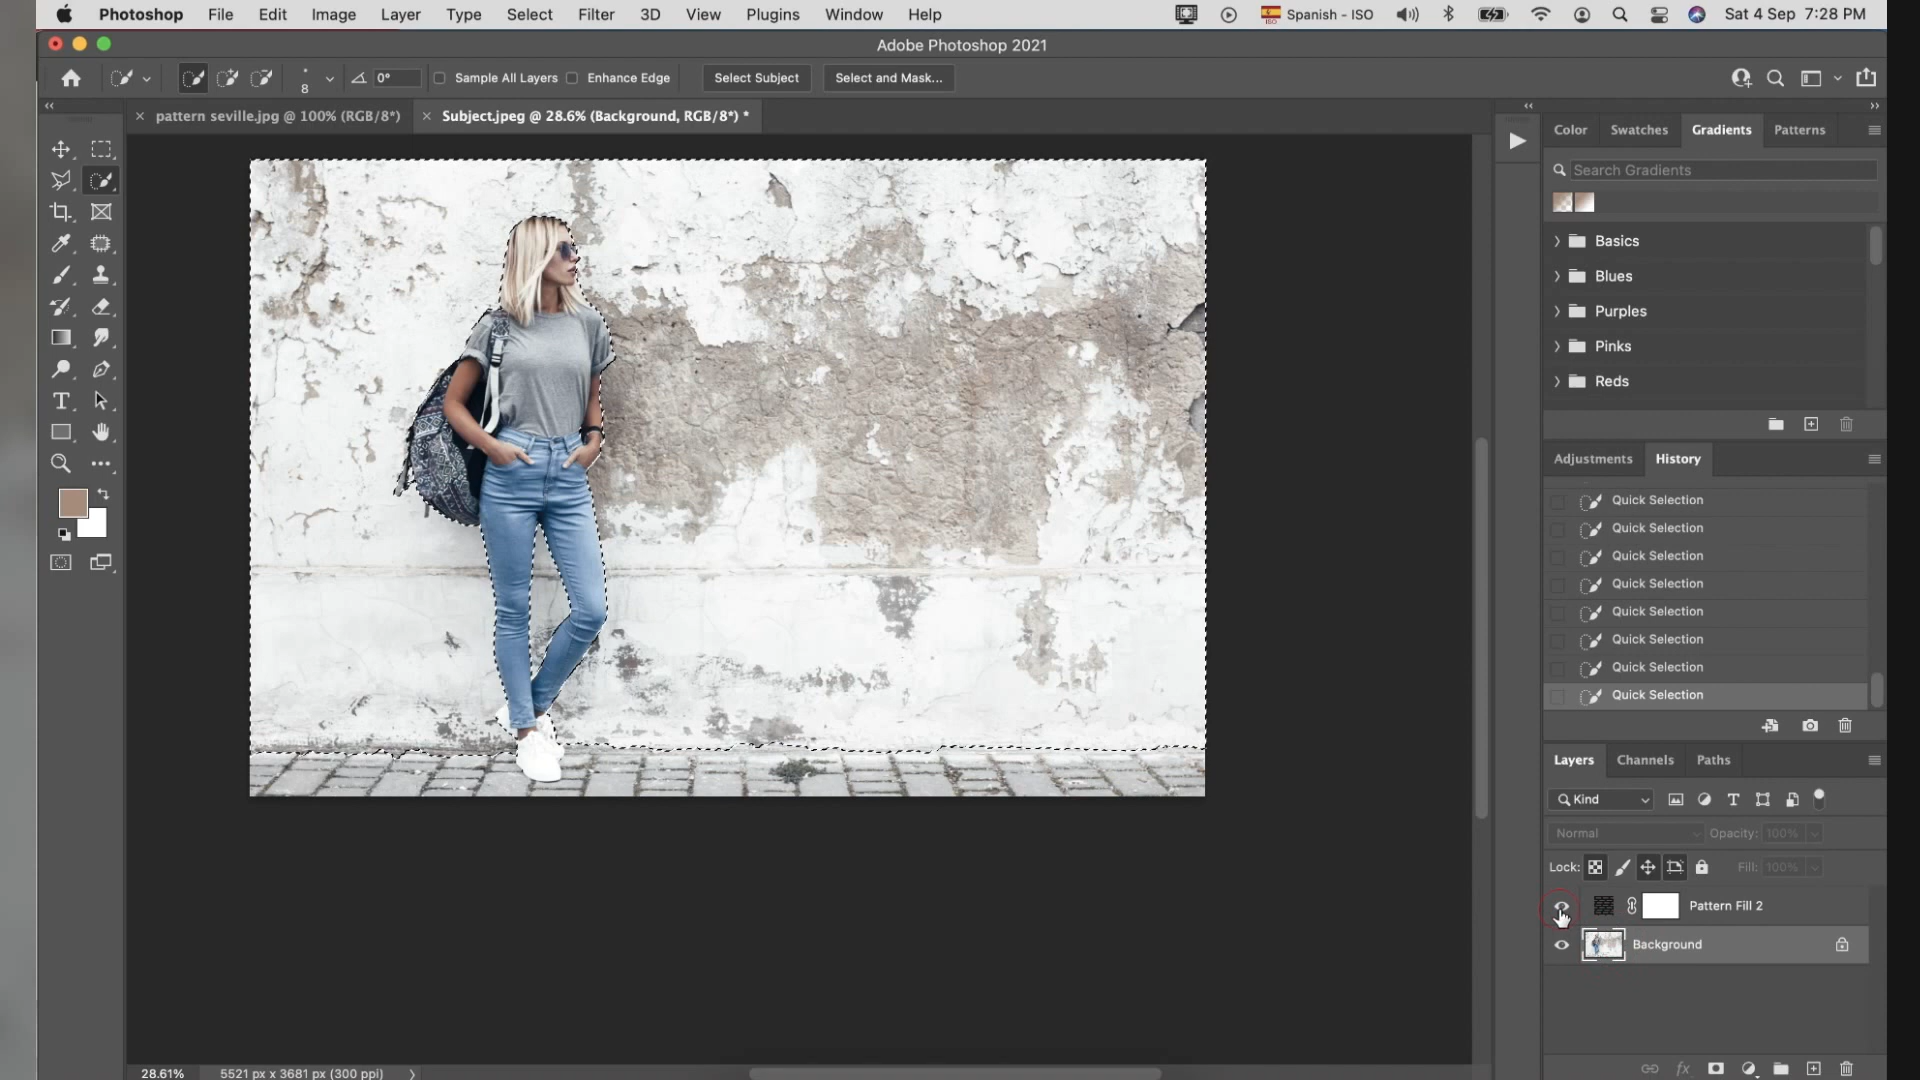 Photoshop File Edit Image Layer Type Select Filter 3D View Plugins Window Help
ISO Spanish - ISO Sat 4 Sep 7:28 PM
Adobe Photoshop 2021
8 0° Sample All Layers Enhance Edge Select Subject Select and Mask...
× pattern seville.jpg @ 100% (RGB/8*) × Subject.jpeg @ 28.6% (Background, RGB/8*) *
Color Swatches Gradients Patterns
Search Gradients
Basics
Blues
Purples
Pinks
Reds
Adjustments History
Quick Selection
Quick Selection
Quick Selection
Quick Selection
Quick Selection
Quick Selection
Quick Selection
Quick Selection
Layers Channels Paths
Kind
Normal Opacity: 100%
Lock: Fill: 100%
Pattern Fill 2
Background
28.61% 5521 px x 3681 px (300 ppi)